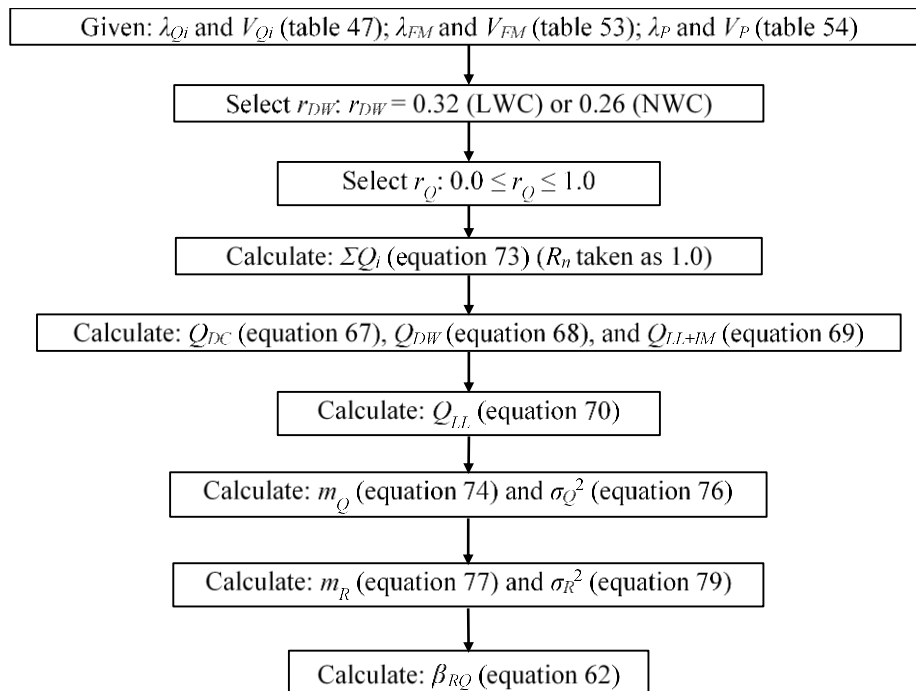 Given: λQi and VQi (table 47); λFM and VFM (table 53); λP and VP (table 54)
Select rDW: rDW = 0.32 (LWC) or 0.26 (NWC)
Select rQ: 0.0 ≤ rQ ≤ 1.0
Calculate: ΣQi (equation 73) (Rn taken as 1.0)
Calculate: QDC (equation 67), QDW (equation 68), and QLL+IM (equation 69)
Calculate: QLL (equation 70)
Calculate: mQ (equation 74) and σQ² (equation 76)
Calculate: mR (equation 77) and σR² (equation 79)
Calculate: βRQ (equation 62)